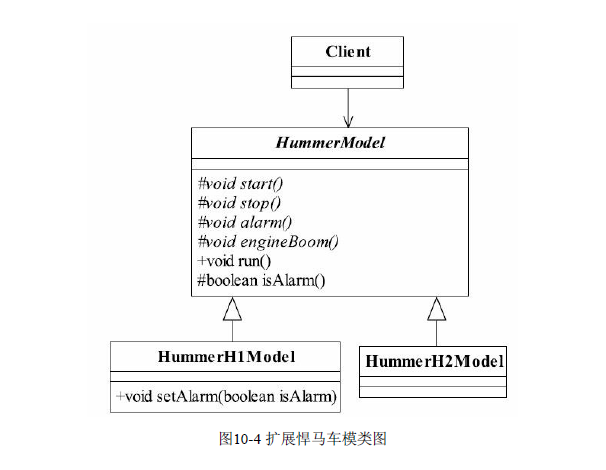 Client
HummerModel
#void start()
#void stop()
#void alarm()
#void engineBoom()
+void run()
#boolean isAlarm()
HummerH1Model
+void setAlarm(boolean isAlarm)
HummerH2Model
图10-4 扩展悍马车模类图